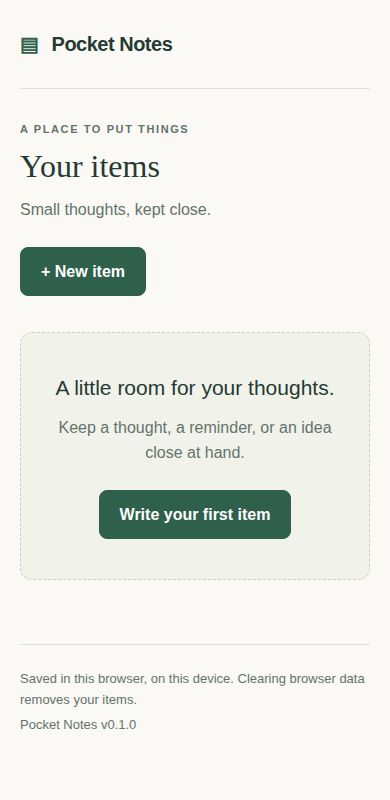 Pocket Notes
A PLACE TO PUT THINGS
Your items
Small thoughts, kept close.
+ New item
A little room for your thoughts.
Keep a thought, a reminder, or an idea
close at hand.
Write your first item
Saved in this browser, on this device. Clearing browser data
removes your items.
Pocket Notes v0.1.0